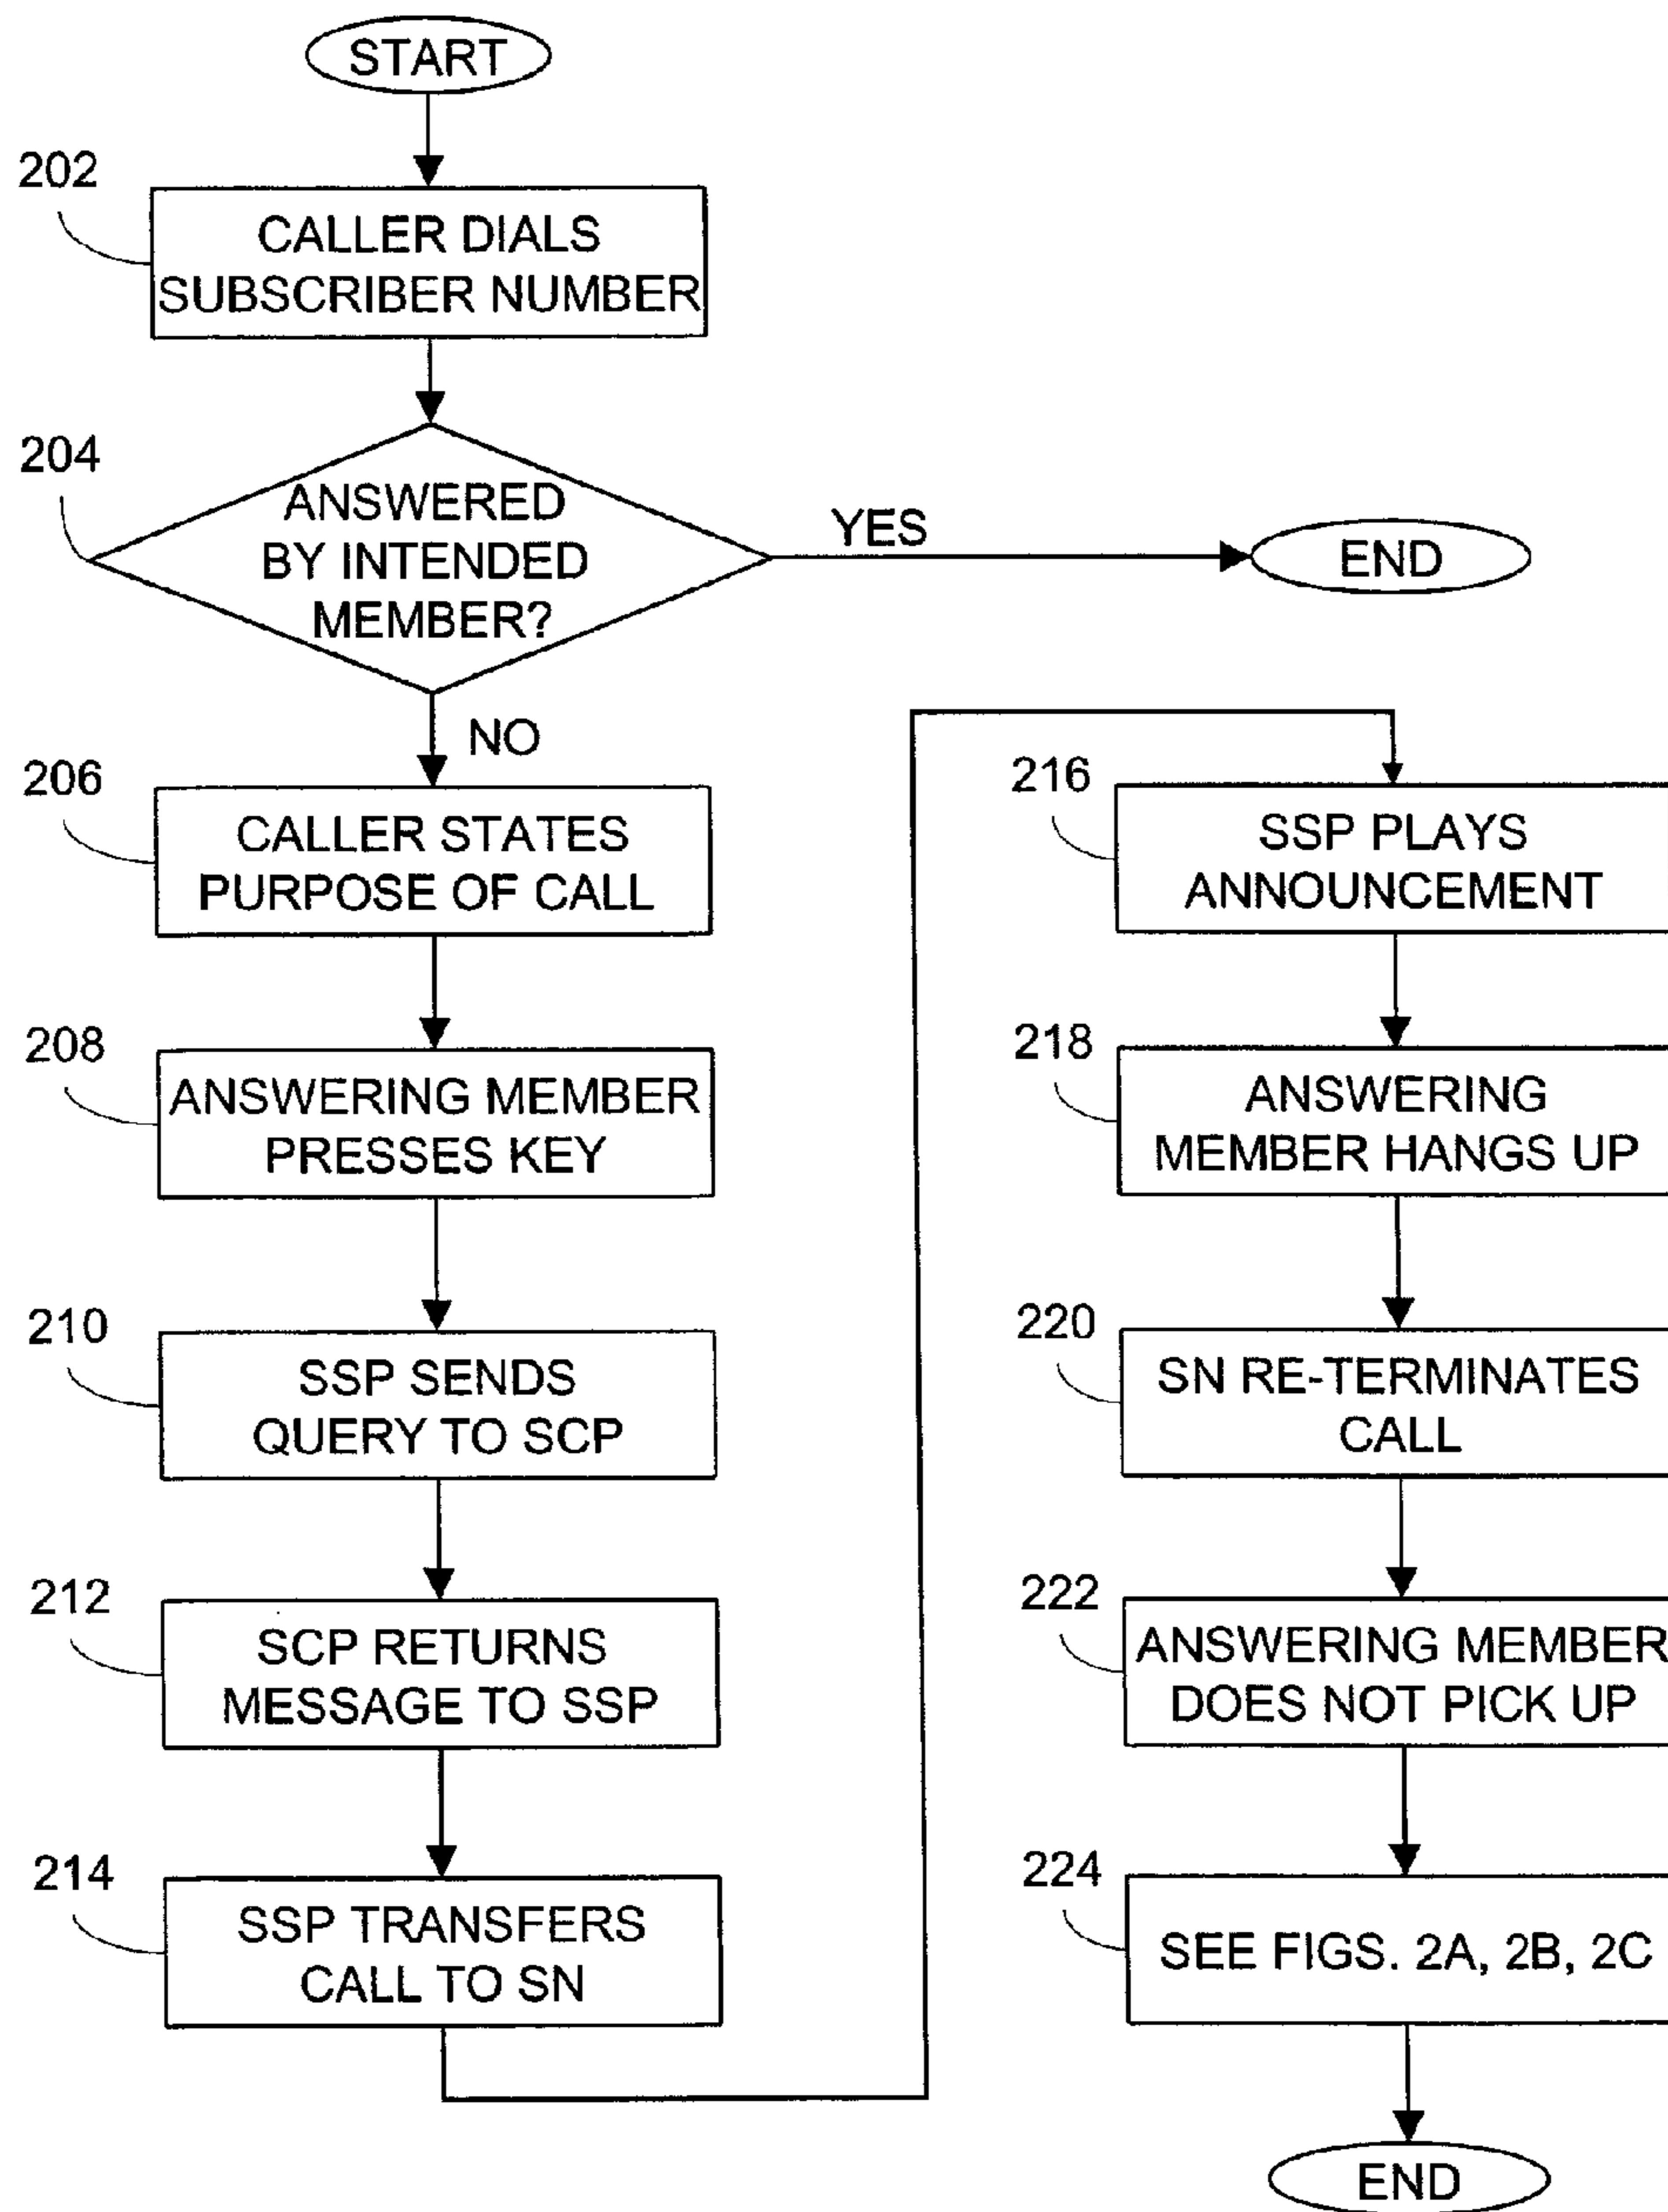 START
202
CALLER DIALS
SUBSCRIBER NUMBER
204
ANSWERED
BY INTENDED
MEMBER?
YES
END
NO
206
CALLER STATES
PURPOSE OF CALL
208
ANSWERING MEMBER
PRESSES KEY
210
SSP SENDS
QUERY TO SCP
212
SCP RETURNS
MESSAGE TO SSP
214
SSP TRANSFERS
CALL TO SN
216
SSP PLAYS
ANNOUNCEMENT
218
ANSWERING
MEMBER HANGS UP
220
SN RE-TERMINATES
CALL
222
ANSWERING MEMBER
DOES NOT PICK UP
224
SEE FIGS. 2A, 2B, 2C
END